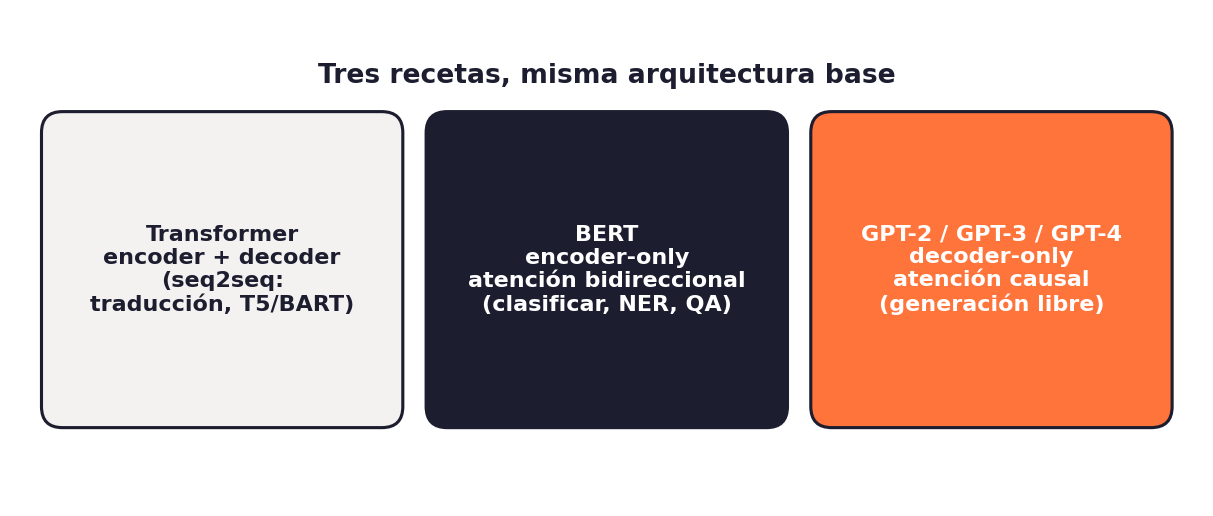 Tres recetas, misma arquitectura base
Transformer
encoder + decoder
(seq2seq:
traducción, T5/BART)
BERT
encoder-only
atención bidireccional
(clasificar, NER, QA)
GPT-2 / GPT-3 / GPT-4
decoder-only
atención causal
(generación libre)